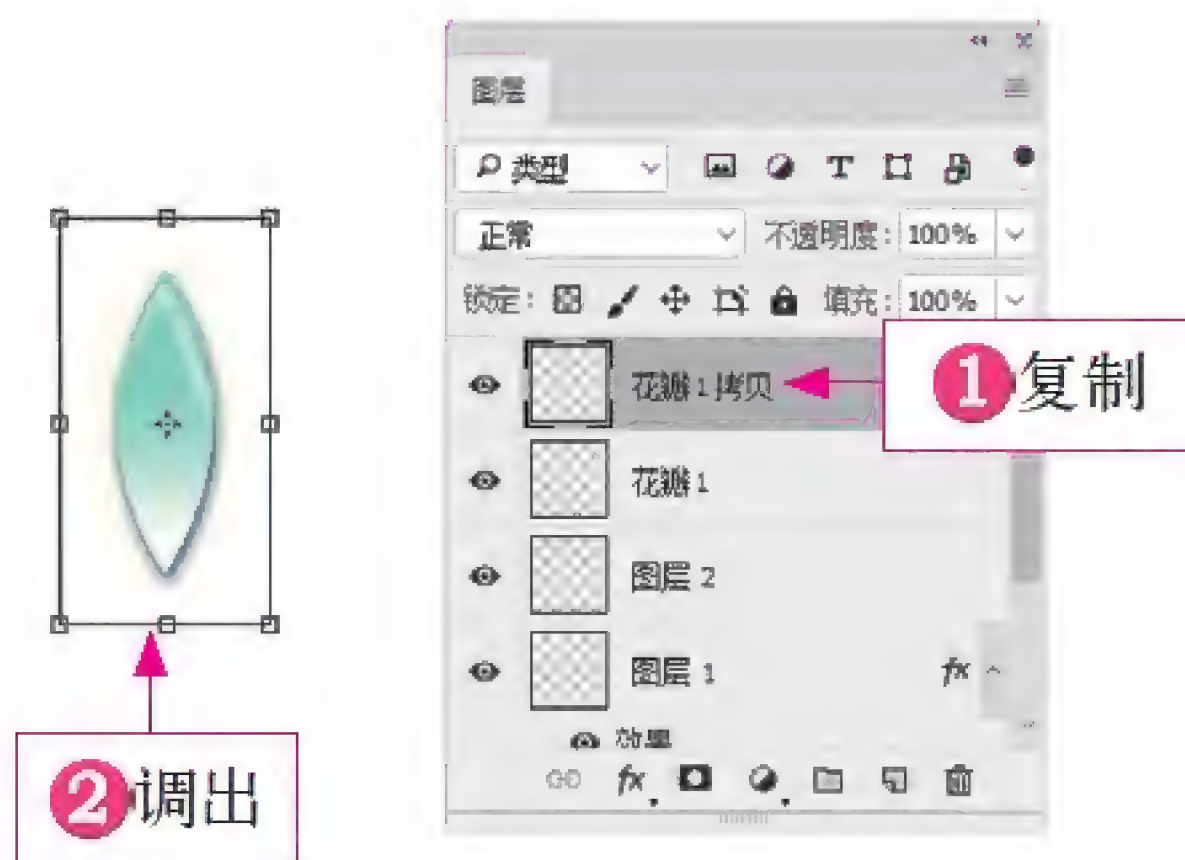 图层
类型
正常 不透明度: 100%
锁定: 填充: 100%
花瓣 1 拷贝
1 复制
花瓣 1
图层 2
图层 1 fx
效果
fx
2 调出